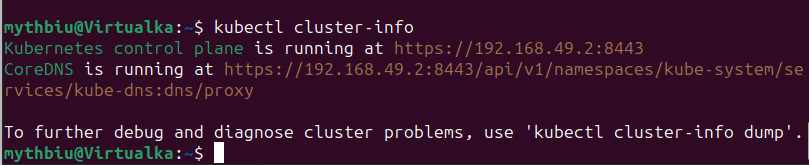 mythbiu@Virtualka:~$ kubectl cluster-info
Kubernetes control plane is running at https://192.168.49.2:8443
CoreDNS is running at https://192.168.49.2:8443/api/v1/namespaces/kube-system/se
rvices/kube-dns:dns/proxy

To further debug and diagnose cluster problems, use 'kubectl cluster-info dump'.
mythbiu@Virtualka:~$